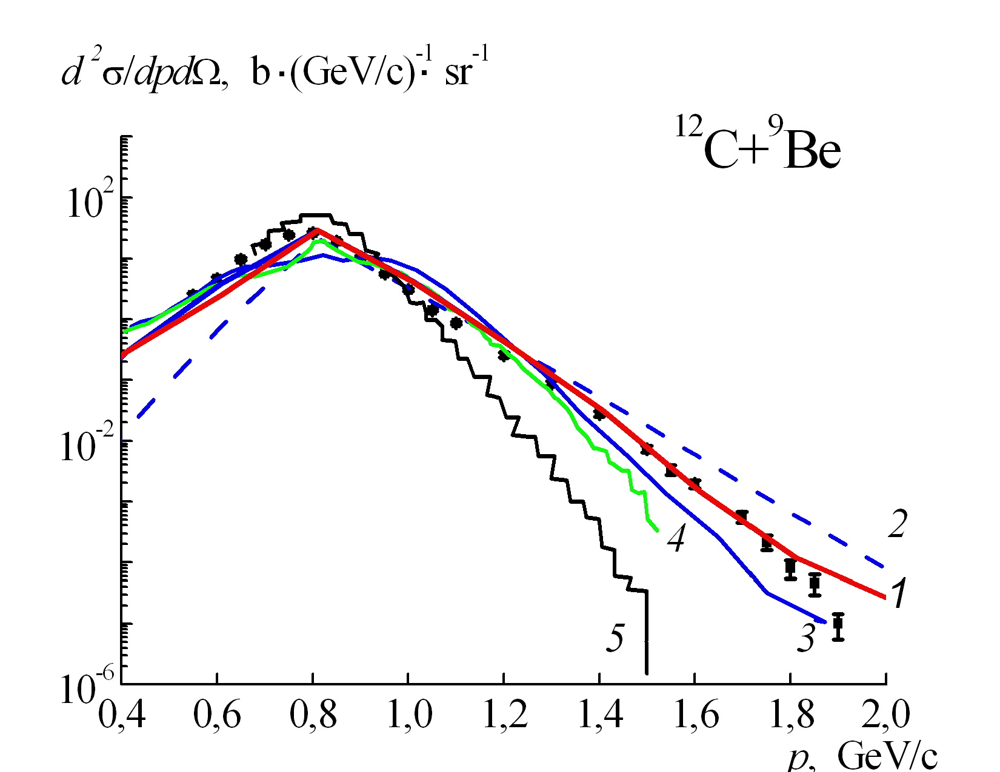 d²σ/dpdΩ, b·(GeV/c)⁻¹· sr⁻¹
¹²C+⁹Be
10²
10⁻²
10⁻⁶
2
4
1
5
3
0,4 0,6 0,8 1,0 1,2 1,4 1,6 1,8 2,0
p, GeV/c